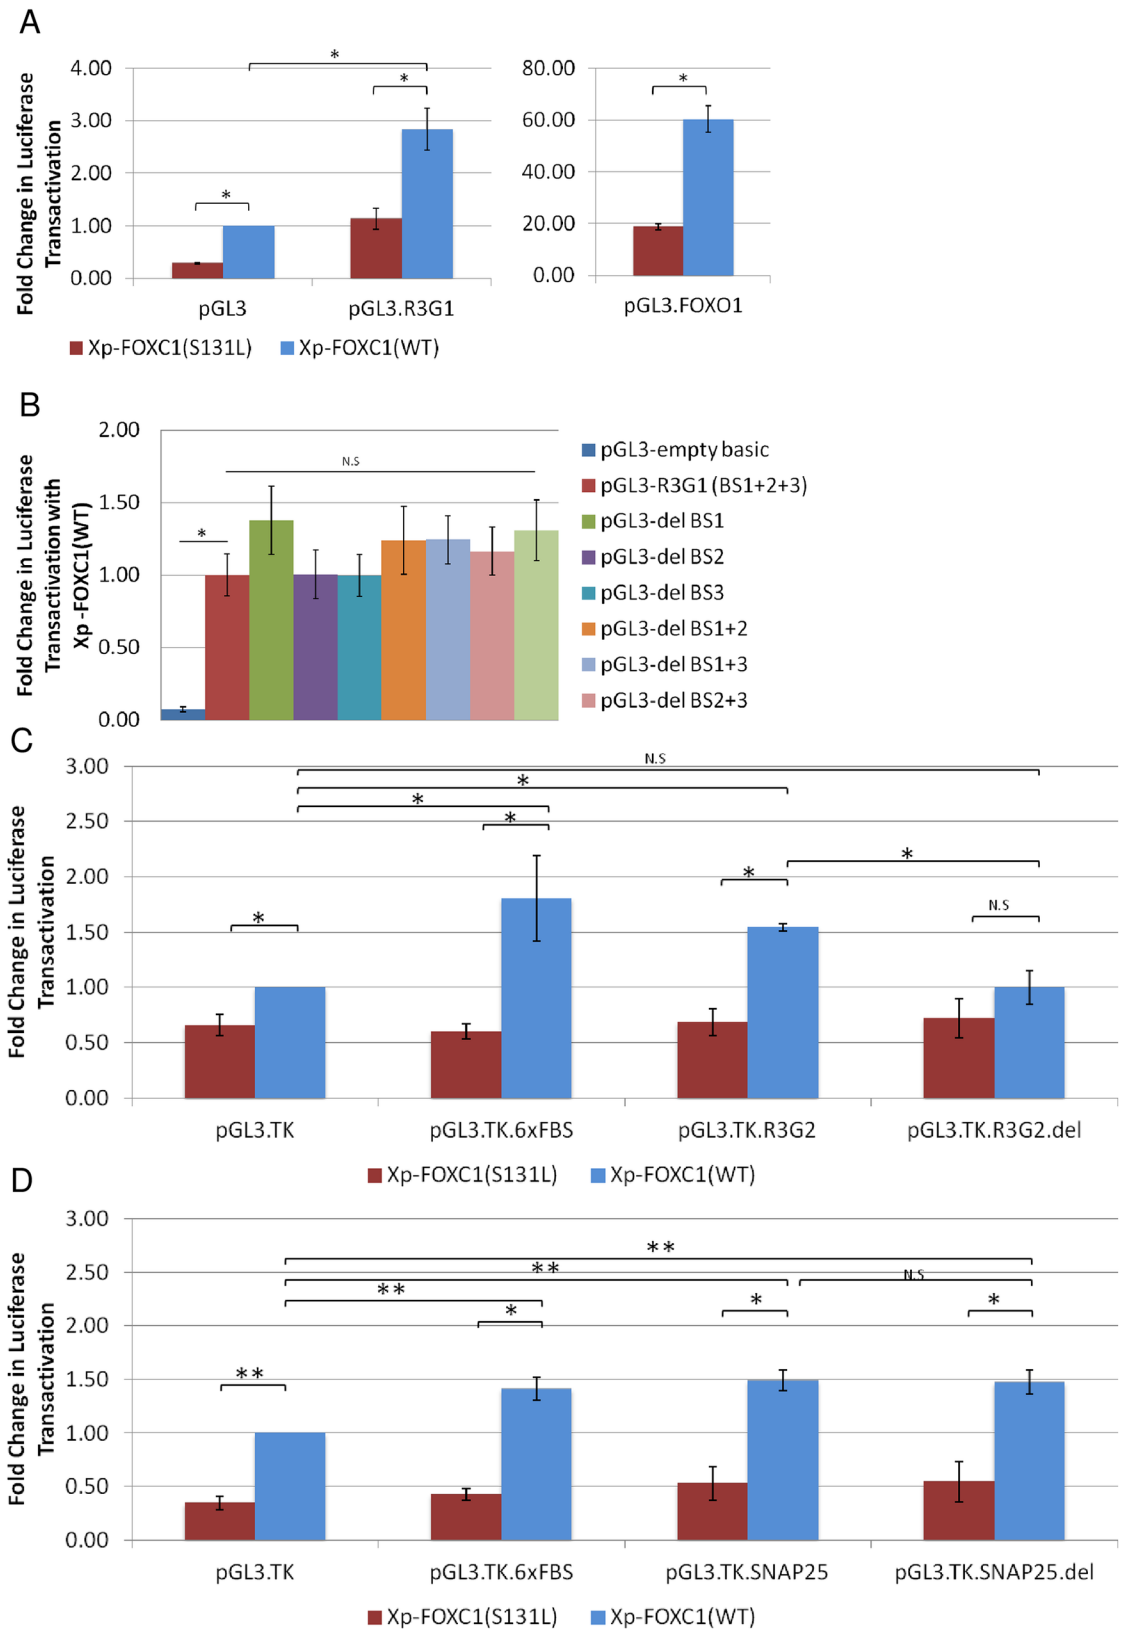 A
Fold Change in Luciferase
Transactivation
4.00
3.00
2.00
1.00
0.00
*
*
*
pGL3
pGL3.R3G1
80.00
60.00
40.00
20.00
0.00
*
pGL3.FOXO1
Xp-FOXC1(S131L)
Xp-FOXC1(WT)
B
Fold Change in Luciferase
Transactivation with
Xp -FOXC1(WT)
2.00
1.50
1.00
0.50
0.00
N.S
*
pGL3-empty basic
pGL3-R3G1 (BS1+2+3)
pGL3-del BS1
pGL3-del BS2
pGL3-del BS3
pGL3-del BS1+2
pGL3-del BS1+3
pGL3-del BS2+3
C
Fold Change in Luciferase
Transactivation
3.00
2.50
2.00
1.50
1.00
0.50
0.00
N.S
*
*
*
*
*
*
N.S
pGL3.TK
pGL3.TK.6xFBS
pGL3.TK.R3G2
pGL3.TK.R3G2.del
Xp-FOXC1(S131L)
Xp-FOXC1(WT)
D
Fold Change in Luciferase
Transactivation
3.00
2.50
2.00
1.50
1.00
0.50
0.00
**
**
N.S
**
*
*
*
**
pGL3.TK
pGL3.TK.6xFBS
pGL3.TK.SNAP25
pGL3.TK.SNAP25.del
Xp-FOXC1(S131L)
Xp-FOXC1(WT)